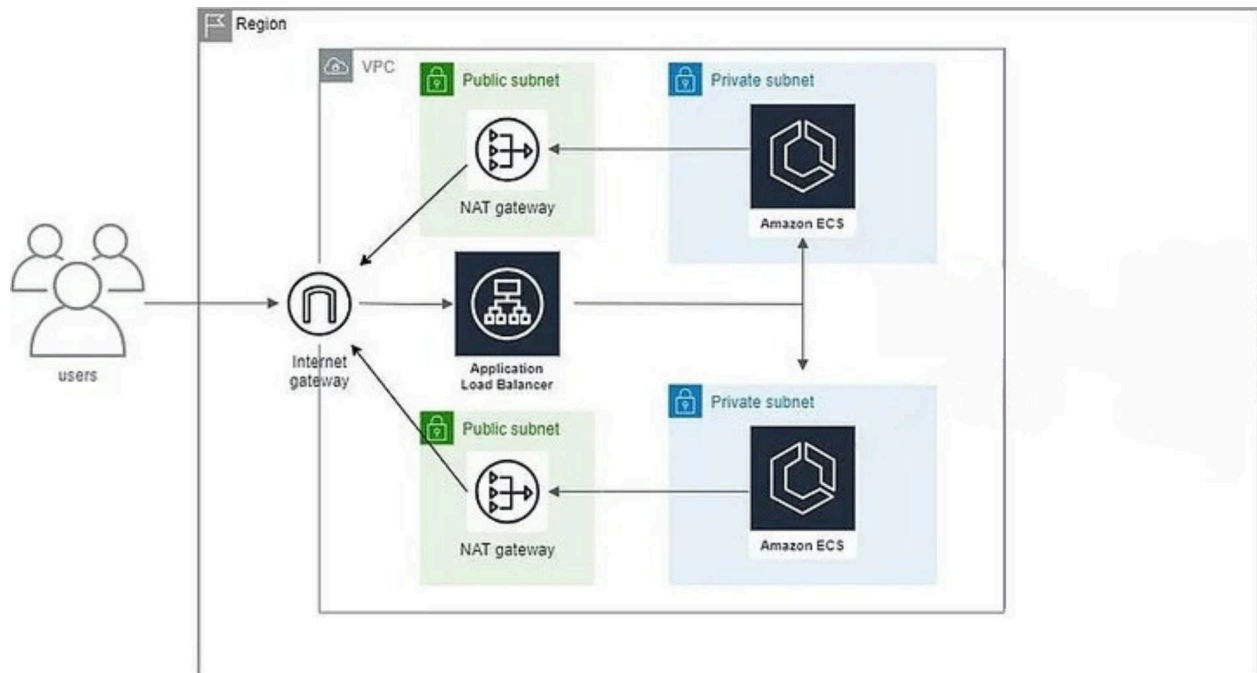 Region
VPC
Public subnet
Private subnet
NAT gateway
Amazon ECS
users
Internet
gateway
Application
Load Balancer
Public subnet
Private subnet
NAT gateway
Amazon ECS